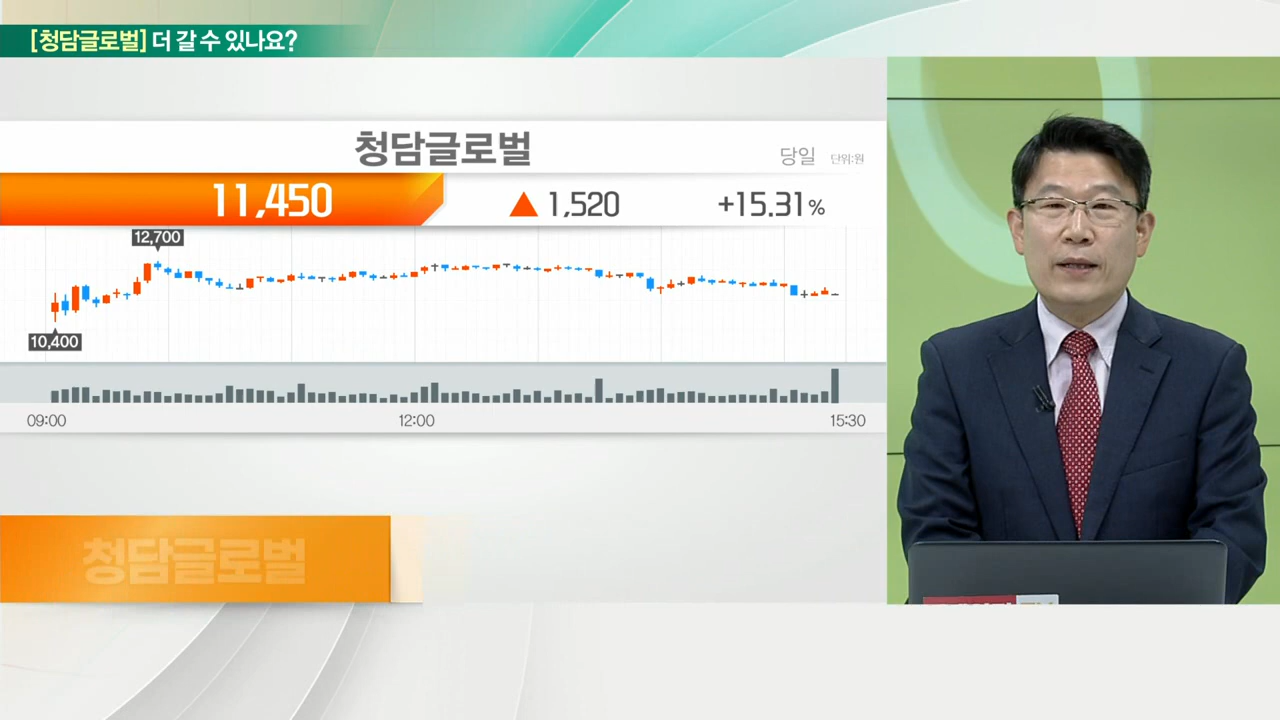 [청담글로벌] 더 갈 수 있나요?
청담글로벌
당일 단위:원
11,450 ▲ 1,520 +15.31%
12,700
10,400
09:00 12:00 15:30
청담글로벌